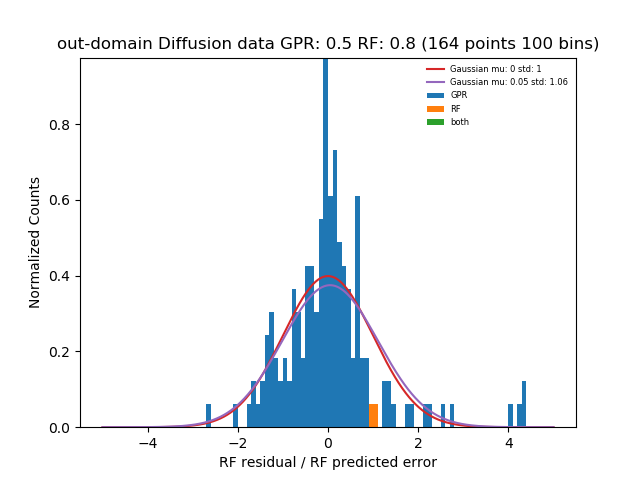 out-domain Diffusion data GPR: 0.5 RF: 0.8 (164 points 100 bins)
Gaussian mu: 0 std: 1
Gaussian mu: 0.05 std: 1.06
GPR
RF
both
0.8
0.6
0.4
0.2
0.0
Normalized Counts
−4
−2
0
2
4
RF residual / RF predicted error